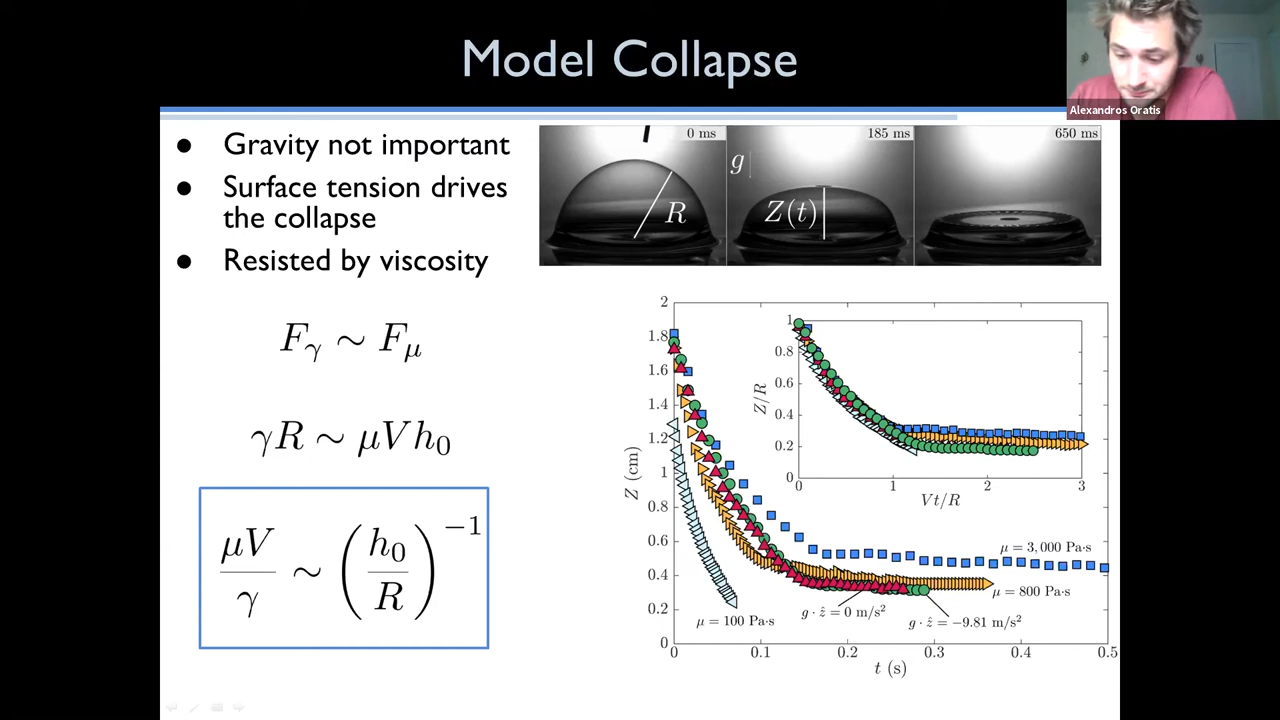 Model Collapse
Alexandros Oratis
● Gravity not important
● Surface tension drives
the collapse
● Resisted by viscosity
F_γ ∼ F_μ
γR ∼ μVh_0
μV/γ ∼ (h_0/R)^{-1}
0 ms
185 ms
650 ms
g
R
Z(t)
2
1.8
1.6
1.4
1.2
1
0.8
0.6
0.4
0.2
0
Z (cm)
0 0.1 0.2 0.3 0.4 0.5
t (s)
1
0.8
0.6
0.4
0.2
0
Z/R
0 1 2 3
Vt/R
μ = 3,000 Pa·s
μ = 800 Pa·s
g · ẑ = 0 m/s²
g · ẑ = −9.81 m/s²
μ = 100 Pa·s